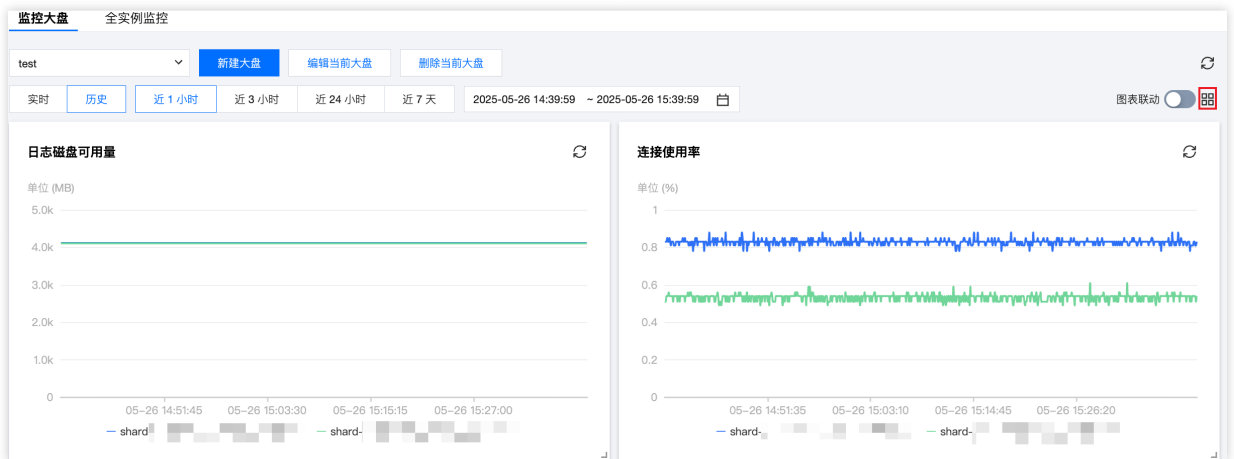 监控大盘 全实例监控
test 新建大盘 编辑当前大盘 删除当前大盘
实时 历史 近 1 小时 近 3 小时 近 24 小时 近 7 天 2025-05-26 14:39:59 ~ 2025-05-26 15:39:59 图表联动
日志磁盘可用量
单位 (MB)
5.0k
4.0k
3.0k
2.0k
1.0k
0
05-26 14:51:45 05-26 15:03:30 05-26 15:15:15 05-26 15:27:00
shard- shard-
连接使用率
单位 (%)
1
0.8
0.6
0.4
0.2
0
05-26 14:51:35 05-26 15:03:10 05-26 15:14:45 05-26 15:26:20
shard- shard-